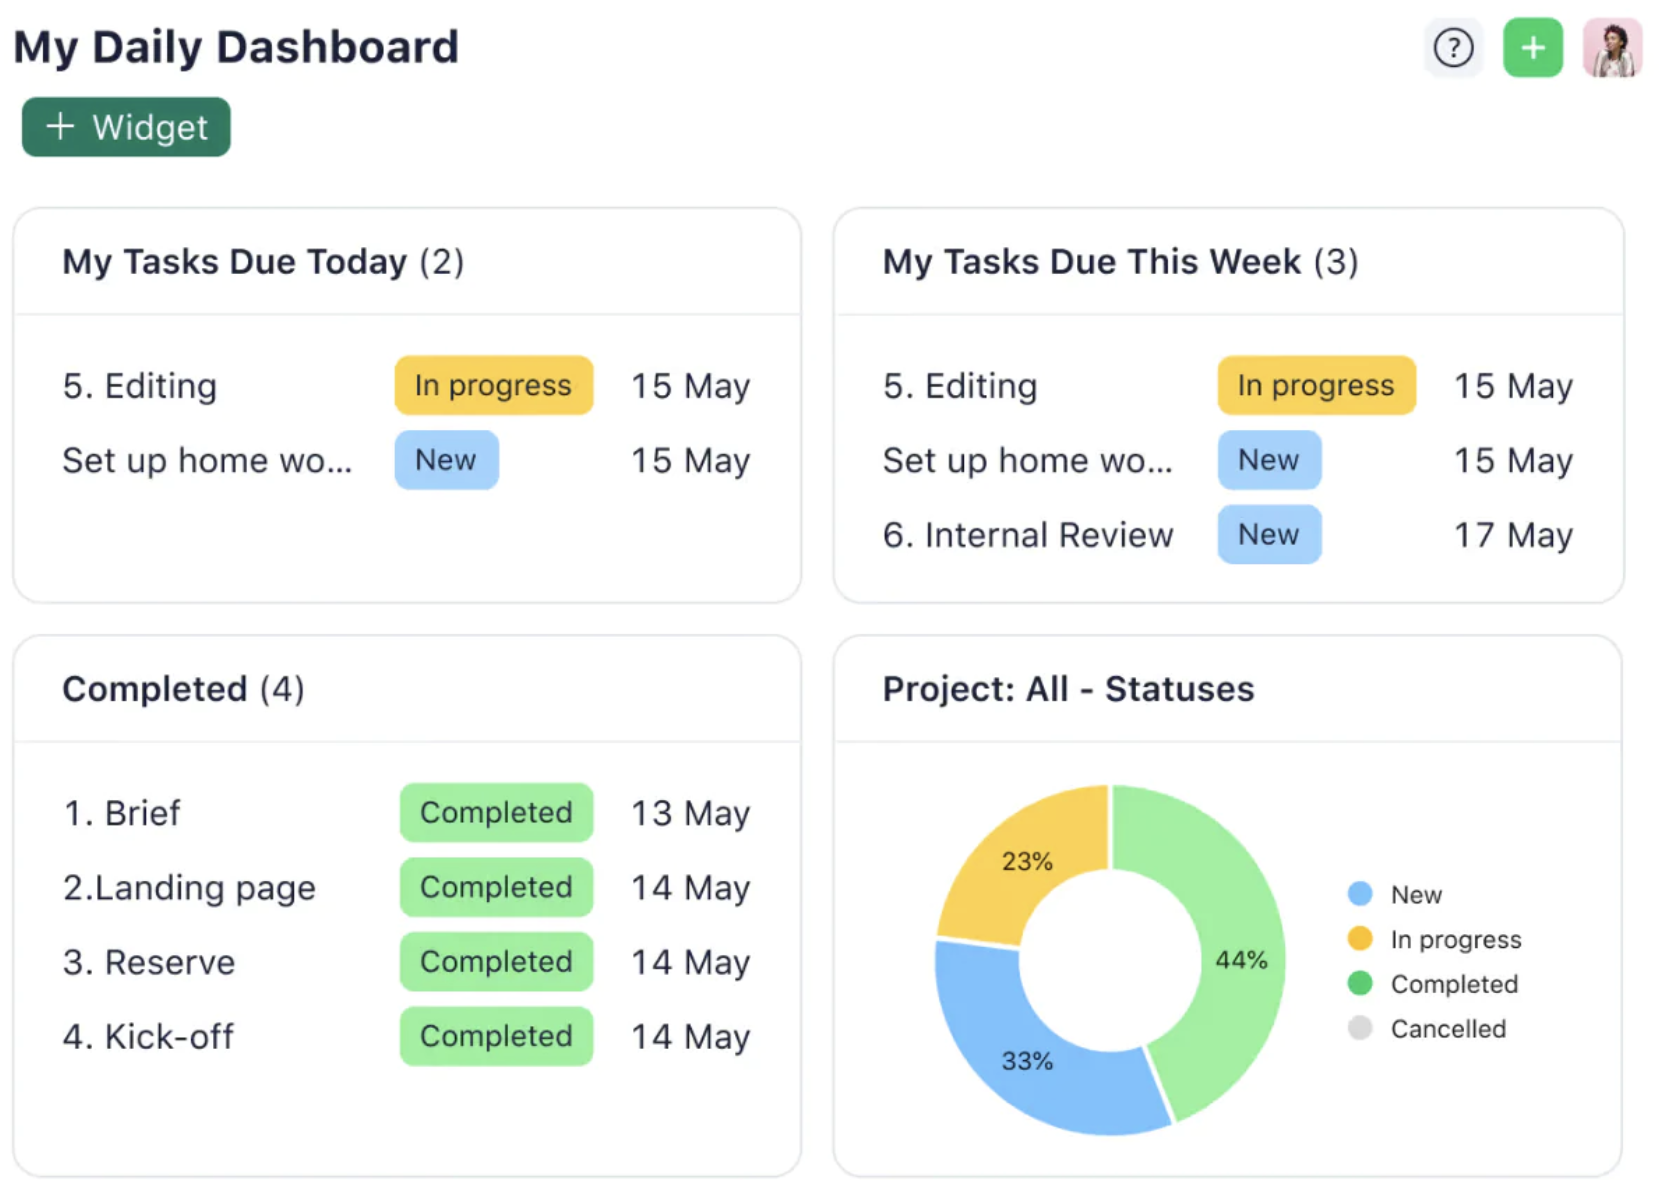 My Daily Dashboard
?
+
+ Widget
My Tasks Due Today (2)
5. Editing In progress 15 May
Set up home wo... New 15 May
My Tasks Due This Week (3)
5. Editing In progress 15 May
Set up home wo... New 15 May
6. Internal Review New 17 May
Completed (4)
1. Brief Completed 13 May
2.Landing page Completed 14 May
3. Reserve Completed 14 May
4. Kick-off Completed 14 May
Project: All - Statuses
23%
44%
33%
New
In progress
Completed
Cancelled